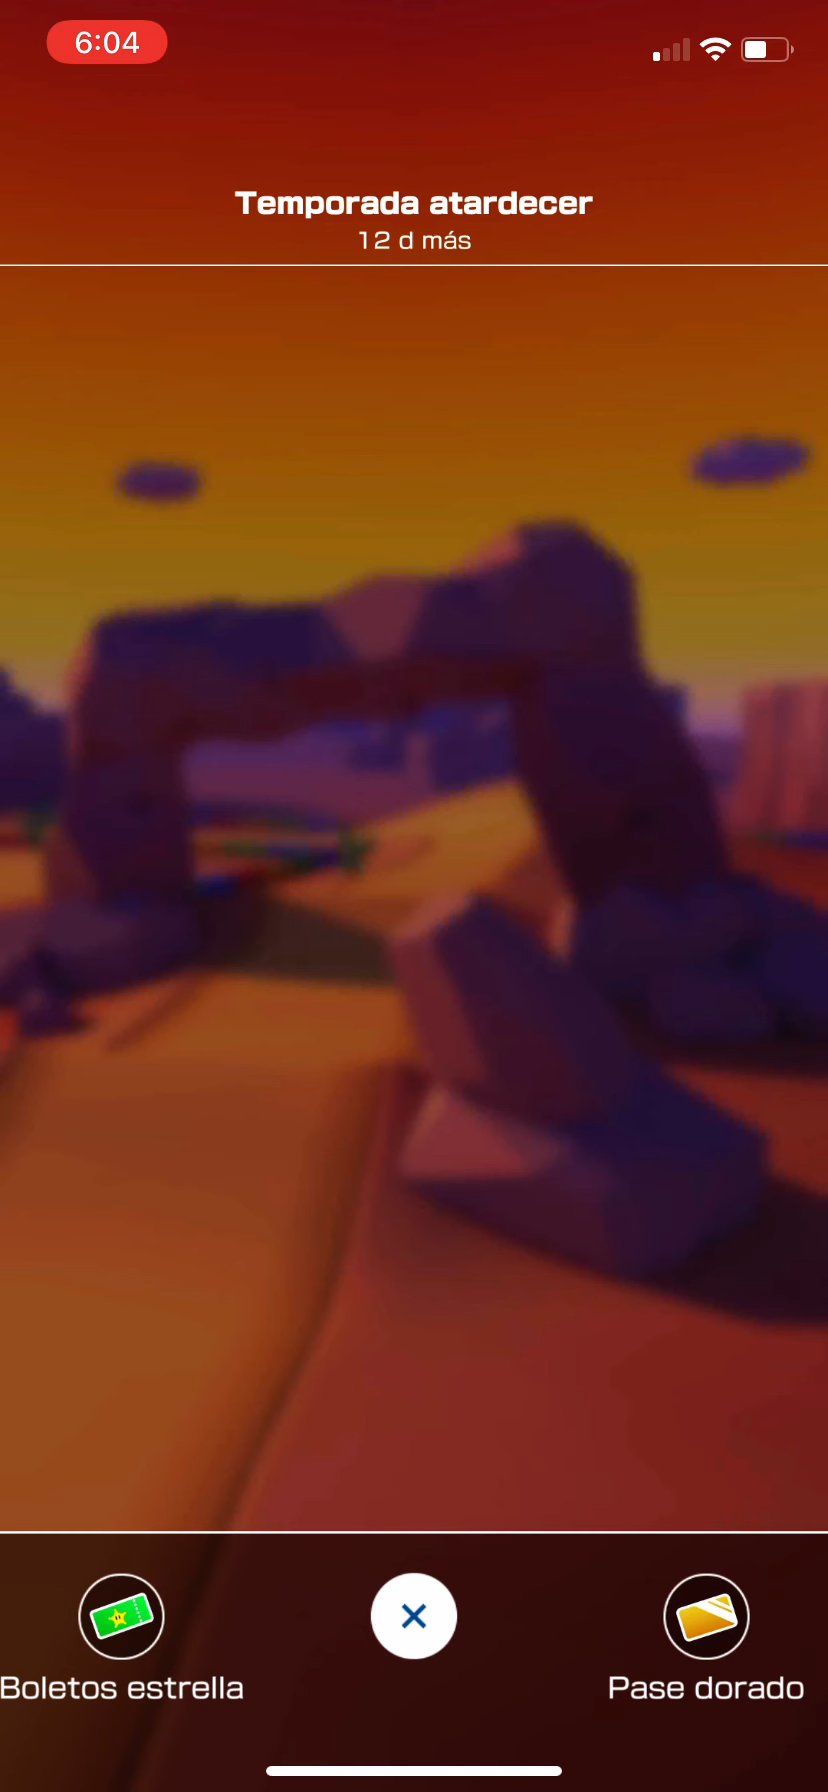 6:04
Temporada atardecer
12 d más
Boletos estrella
Pase dorado